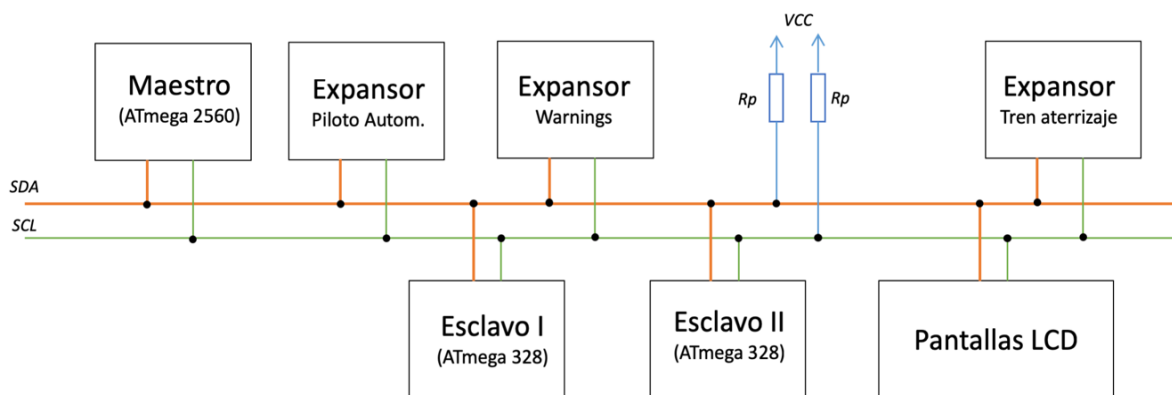 VCC
Maestro
(ATmega 2560)
Expansor
Piloto Autom.
Expansor
Warnings
Rp
Rp
Expansor
Tren aterrizaje
SDA
SCL
Esclavo I
(ATmega 328)
Esclavo II
(ATmega 328)
Pantallas LCD